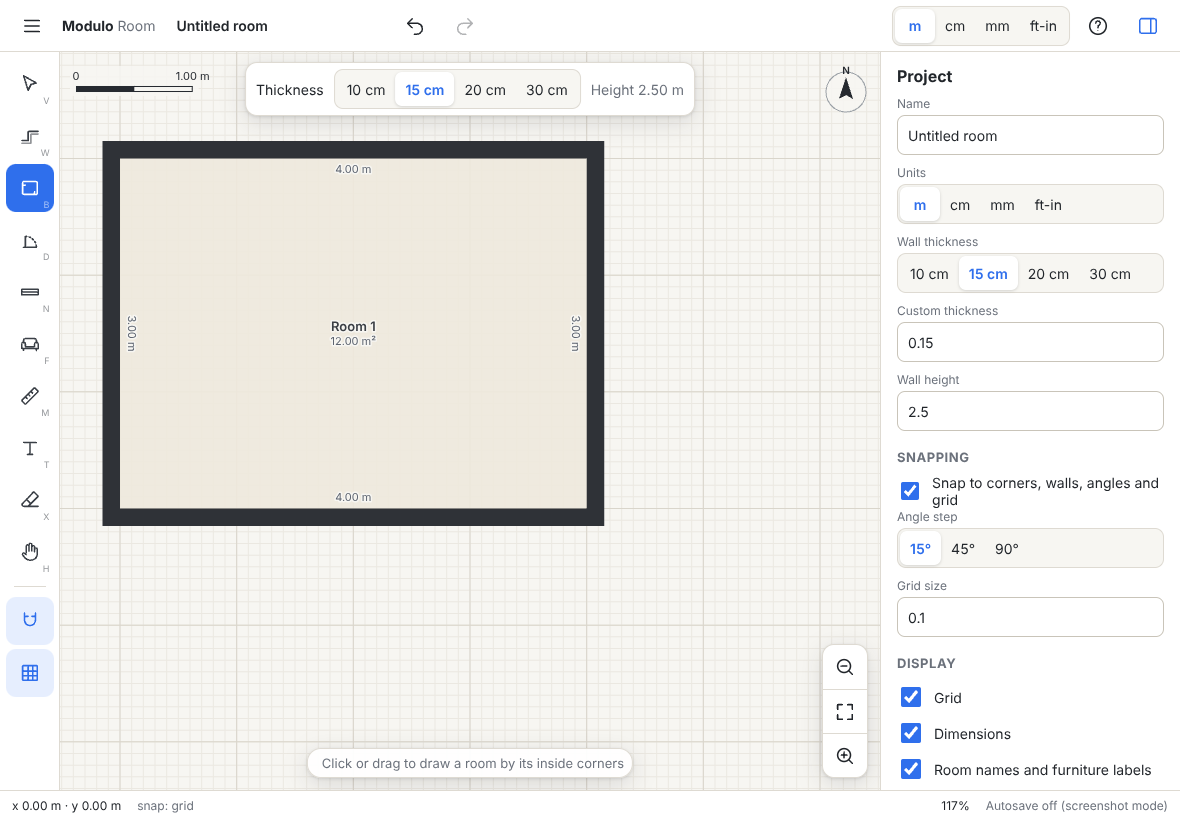 Modulo Room Untitled room
m cm mm ft-in
0 1.00 m
Thickness 10 cm 15 cm 20 cm 30 cm Height 2.50 m
N
V
W
B
D
N
F
M
T
X
H
4.00 m
3.00 m
Room 1
12.00 m²
3.00 m
4.00 m
Click or drag to draw a room by its inside corners
Project
Name
Untitled room
Units
m cm mm ft-in
Wall thickness
10 cm 15 cm 20 cm 30 cm
Custom thickness
0.15
Wall height
2.5
SNAPPING
Snap to corners, walls, angles and
grid
Angle step
15° 45° 90°
Grid size
0.1
DISPLAY
Grid
Dimensions
Room names and furniture labels
x 0.00 m · y 0.00 m snap: grid
117% Autosave off (screenshot mode)